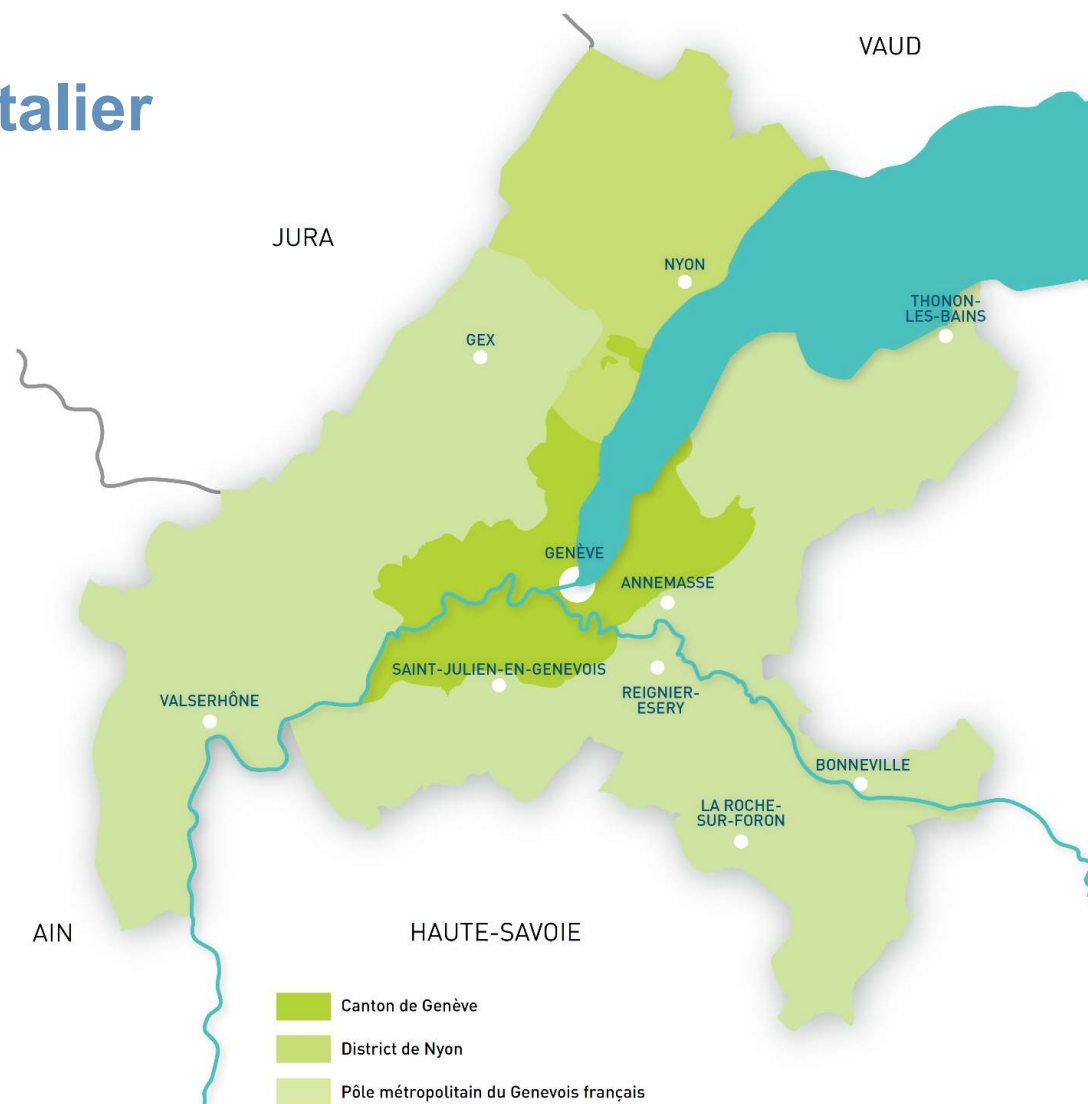 VAUD
talier
JURA
NYON
THONON-
LES-BAINS
GEX
GENÈVE
ANNEMASSE
SAINT-JULIEN-EN-GENEVOIS
REIGNIER-
ESERY
VALSERHÔNE
BONNEVILLE
LA ROCHE-
SUR-FORON
AIN
HAUTE-SAVOIE
Canton de Genève
District de Nyon
Pôle métropolitain du Genevois français